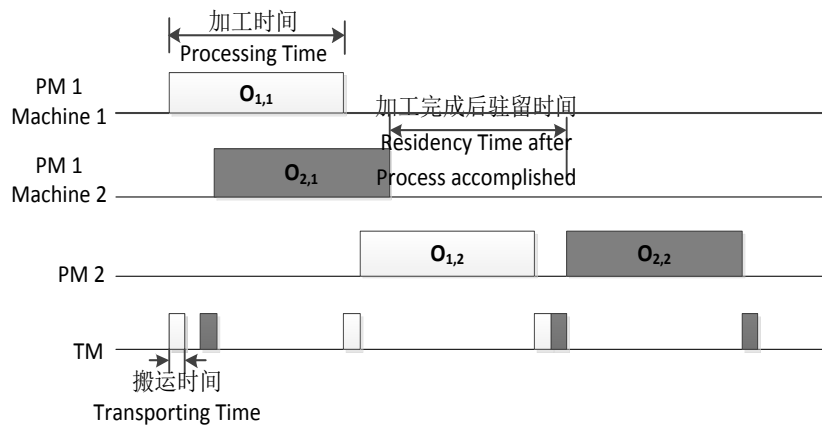 加工时间
Processing Time
PM 1
Machine 1
O1,1
加工完成后驻留时间
Residency Time after
Process accomplished
PM 1
Machine 2
O2,1
PM 2
O1,2
O2,2
TM
搬运时间
Transporting Time